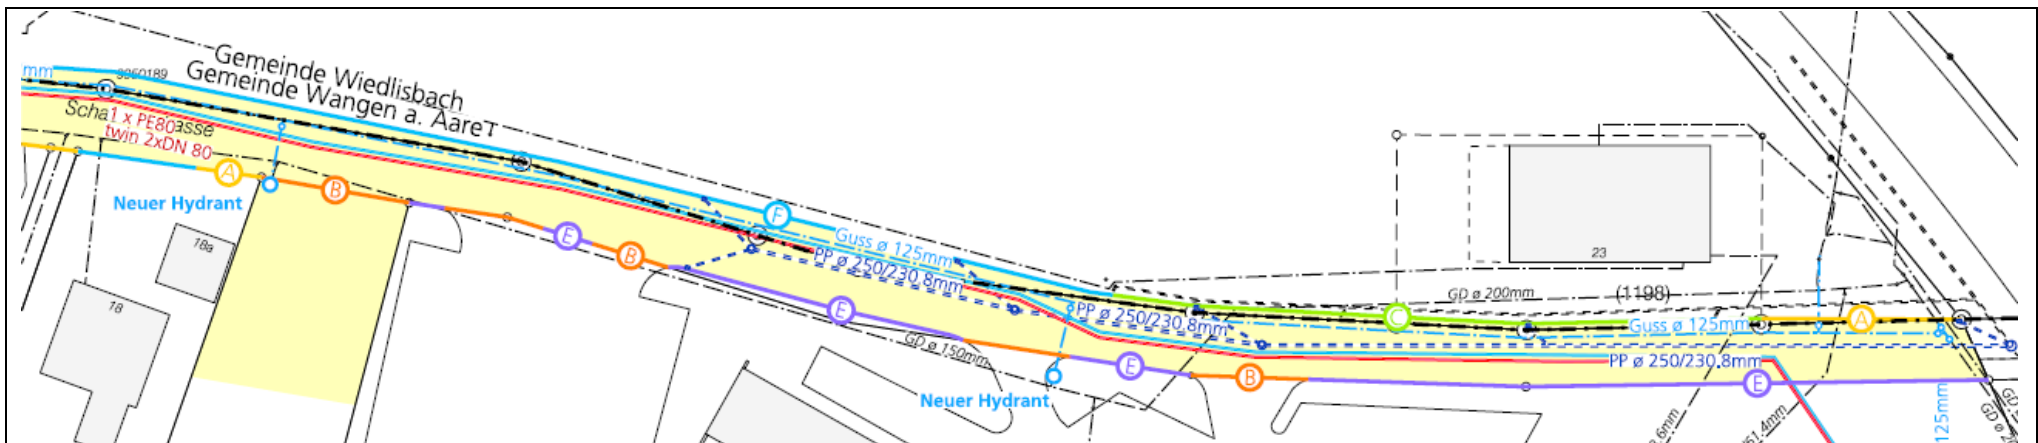 mm
3050189
Gemeinde Wiedlisbach
Gemeinde Wangen a. Aare
1 x PE80
twin 2xDN 80
A
B
Neuer Hydrant
18a
18
E
B
F
Guss ø 125mm
PP ø 250/230.8mm
E
GD ø 150mm
PP ø 250/230.8mm
Neuer Hydrant
E
B
C
GD ø 200mm
23
(1198)
Guss ø 125mm
A
PP ø 250/230.8mm
E
125mm
GD